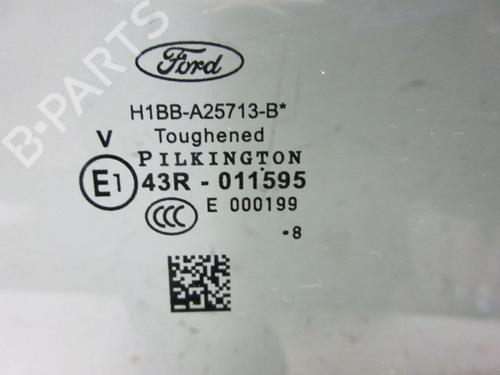 B-PARTS
Ford
H1BB-A25713-B*
V Toughened
PILKINGTON
E1 43R - 011595
CCC E 000199
-8